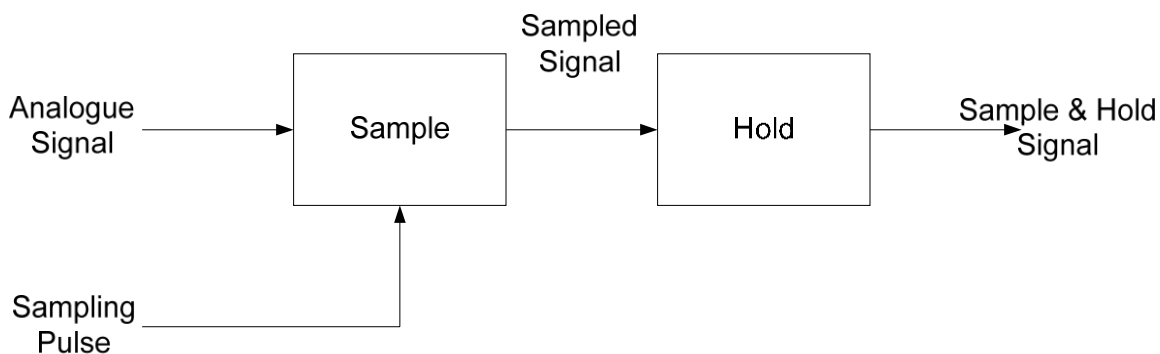 Sampled
Signal
Analogue
Signal
Sample
Hold
Sample & Hold
Signal
Sampling
Pulse